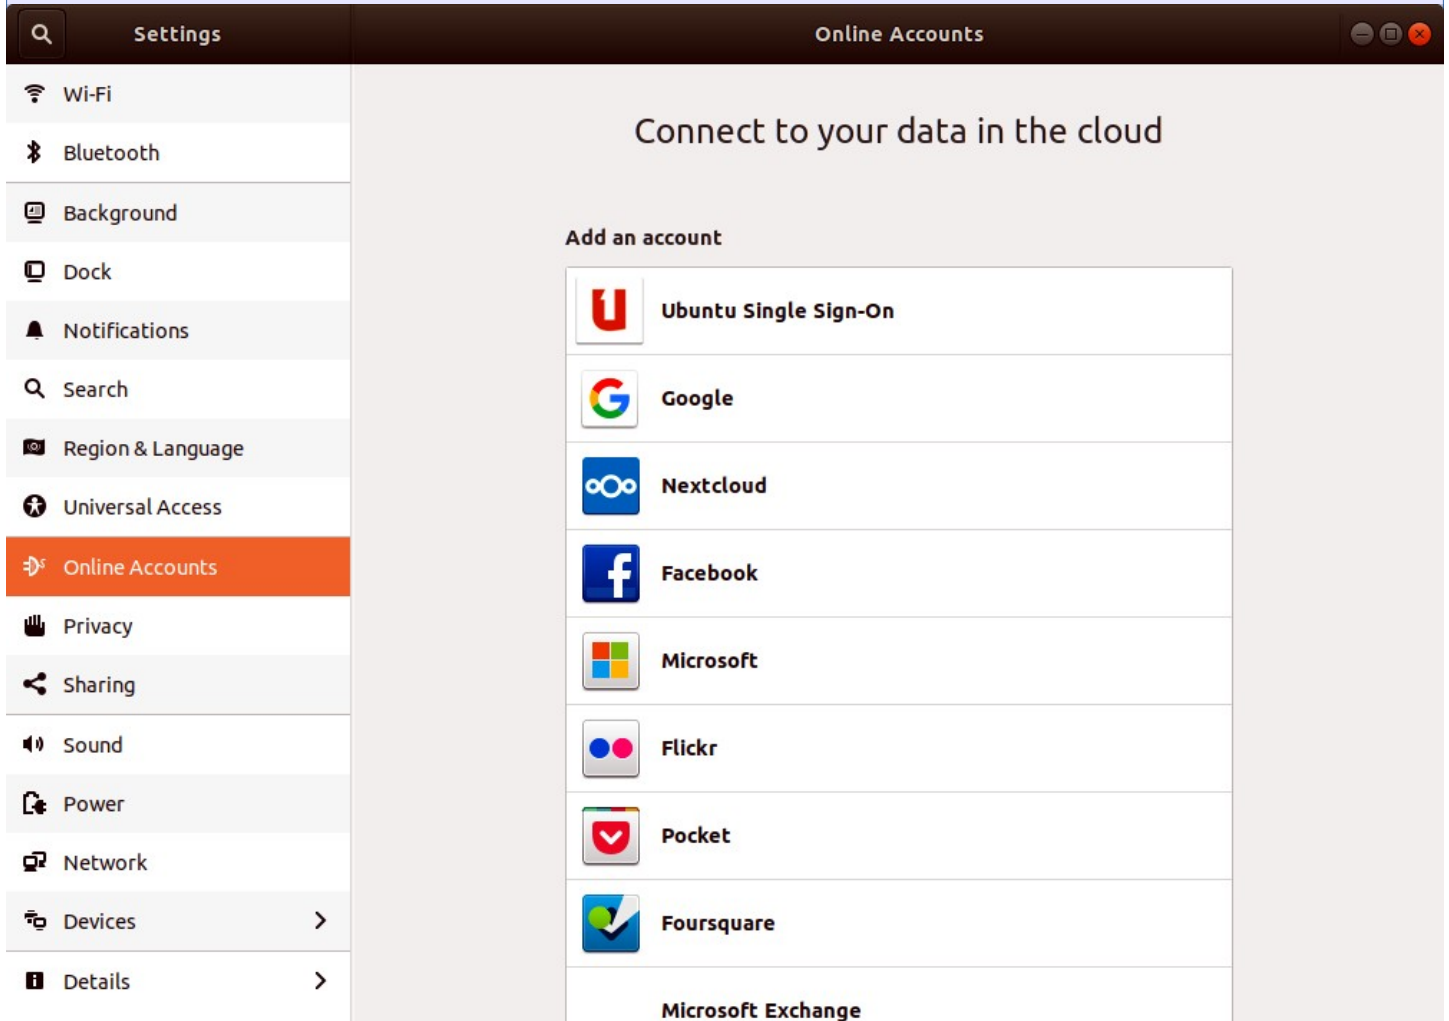 Settings
Online Accounts
Wi-Fi
Bluetooth
Background
Dock
Notifications
Search
Region & Language
Universal Access
Online Accounts
Privacy
Sharing
Sound
Power
Network
Devices
Details
Connect to your data in the cloud
Add an account
Ubuntu Single Sign-On
Google
Nextcloud
Facebook
Microsoft
Flickr
Pocket
Foursquare
Microsoft Exchange